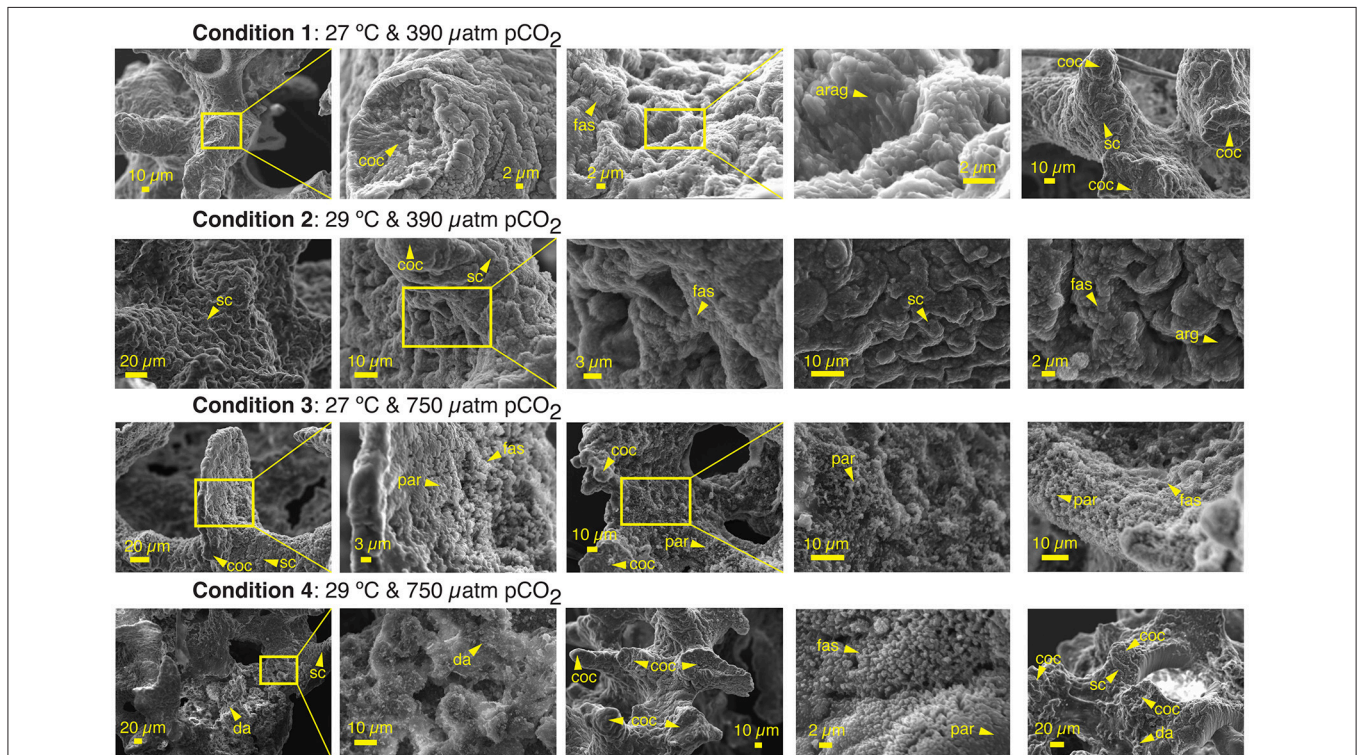 Condition 1: 27 ºC & 390 µatm pCO2
10 µm
coc
2 µm
fas
2 µm
arag
2 µm
coc
sc
coc
coc
10 µm
Condition 2: 29 ºC & 390 µatm pCO2
sc
20 µm
coc
sc
10 µm
fas
3 µm
sc
10 µm
fas
arg
2 µm
Condition 3: 27 ºC & 750 µatm pCO2
20 µm
coc
sc
fas
par
3 µm
coc
10 µm
par
coc
par
10 µm
par
fas
10 µm
Condition 4: 29 ºC & 750 µatm pCO2
sc
da
20 µm
da
10 µm
coc
coc
coc
10 µm
fas
2 µm
par
coc
coc
sc
coc
da
20 µm